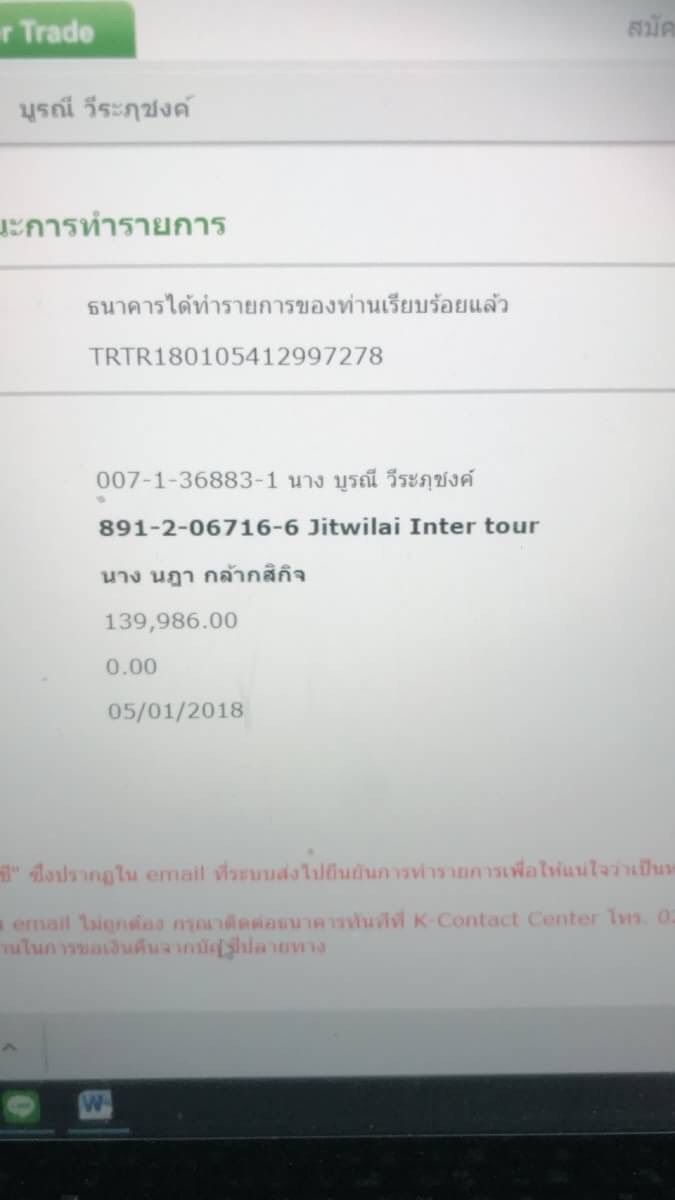 r Trade
สมัค
บูรณี วีระภุชงค์
นะการทำรายการ
ธนาคารได้ทำรายการของท่านเรียบร้อยแล้ว
TRTR180105412997278
007-1-36883-1 นาง บูรณี วีระภุชงค์
891-2-06716-6 Jitwilai Inter tour
นาง นฎา กล้ากสิกิจ
139,986.00
0.00
05/01/2018
ชี" ซึ่งปรากฏใน email ที่ระบบส่งไปยืนยันการทำรายการเพื่อให้แน่ใจว่าเป็น
email ไม่ถูกต้อง กรุณาติดต่อธนาคารทันทีที่ K-Contact Center โทร. 02
านในการขอเงินคืนจากบัญชีปลายทาง